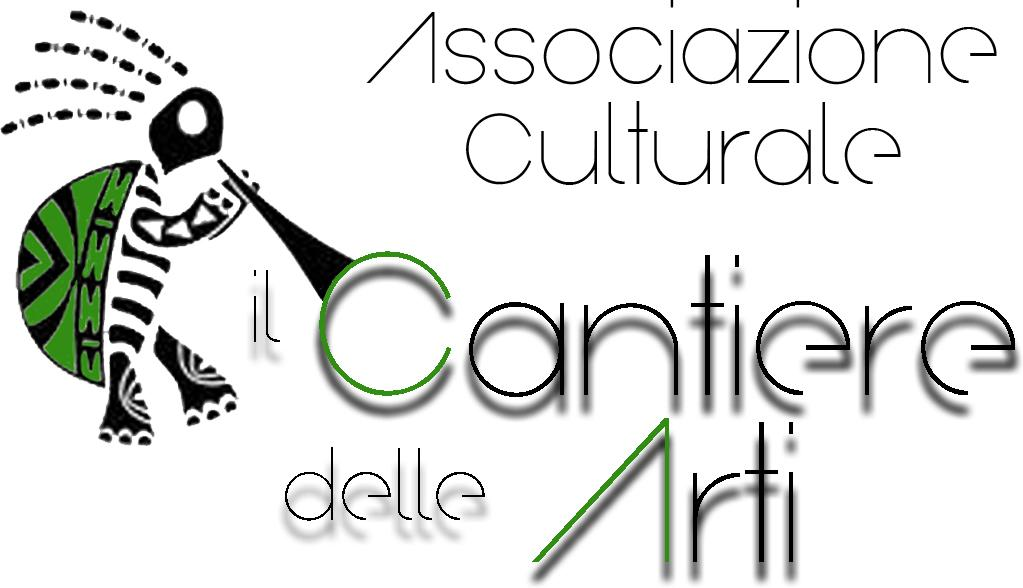 Associazione
Culturale
il Cantiere
delle Arti